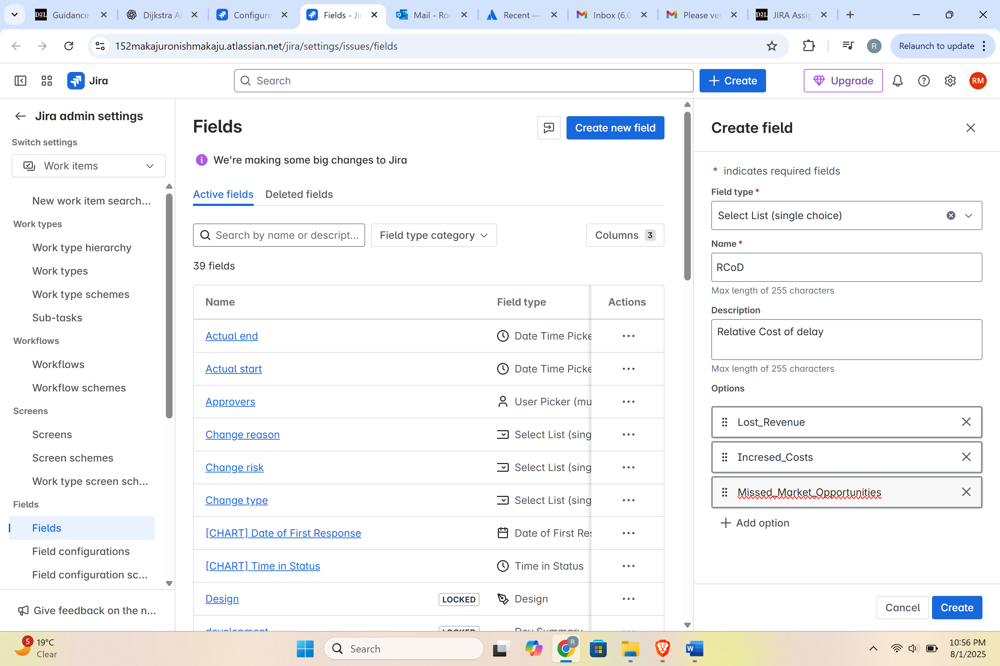 Guidance
Dijkstra Al
Configure
Fields - Jir
Mail - Ror
Recent —
Inbox (6,0
Please ver
JIRA Assig
152makajuronishmakaju.atlassian.net/jira/settings/issues/fields
R
Relaunch to update
Jira
Search
Create
Upgrade
RM
Jira admin settings
Switch settings
Work items
New work item search...
Work types
Work type hierarchy
Work types
Work type schemes
Sub-tasks
Workflows
Workflows
Workflow schemes
Screens
Screens
Screen schemes
Work type screen sch...
Fields
Fields
Field configurations
Field configuration sc...
Give feedback on the n...
Fields
Create new field
We're making some big changes to Jira
Active fields Deleted fields
Search by name or descript...
Field type category
Columns 3
39 fields
Name Field type Actions
Actual end Date Time Picke
Actual start Date Time Picke
Approvers User Picker (mu
Change reason Select List (sing
Change risk Select List (sing
Change type Select List (sing
[CHART] Date of First Response Date of First Res
[CHART] Time in Status Time in Status
Design LOCKED Design
development LOCKED Dev Summary
Create field
* indicates required fields
Field type *
Select List (single choice)
Name *
RCoD
Max length of 255 characters
Description
Relative Cost of delay
Max length of 255 characters
Options
Lost_Revenue
Incresed_Costs
Missed_Market_Opportunities
Add option
Cancel
Create
5
19°C
Clear
Search
R
10:56 PM
8/1/2025